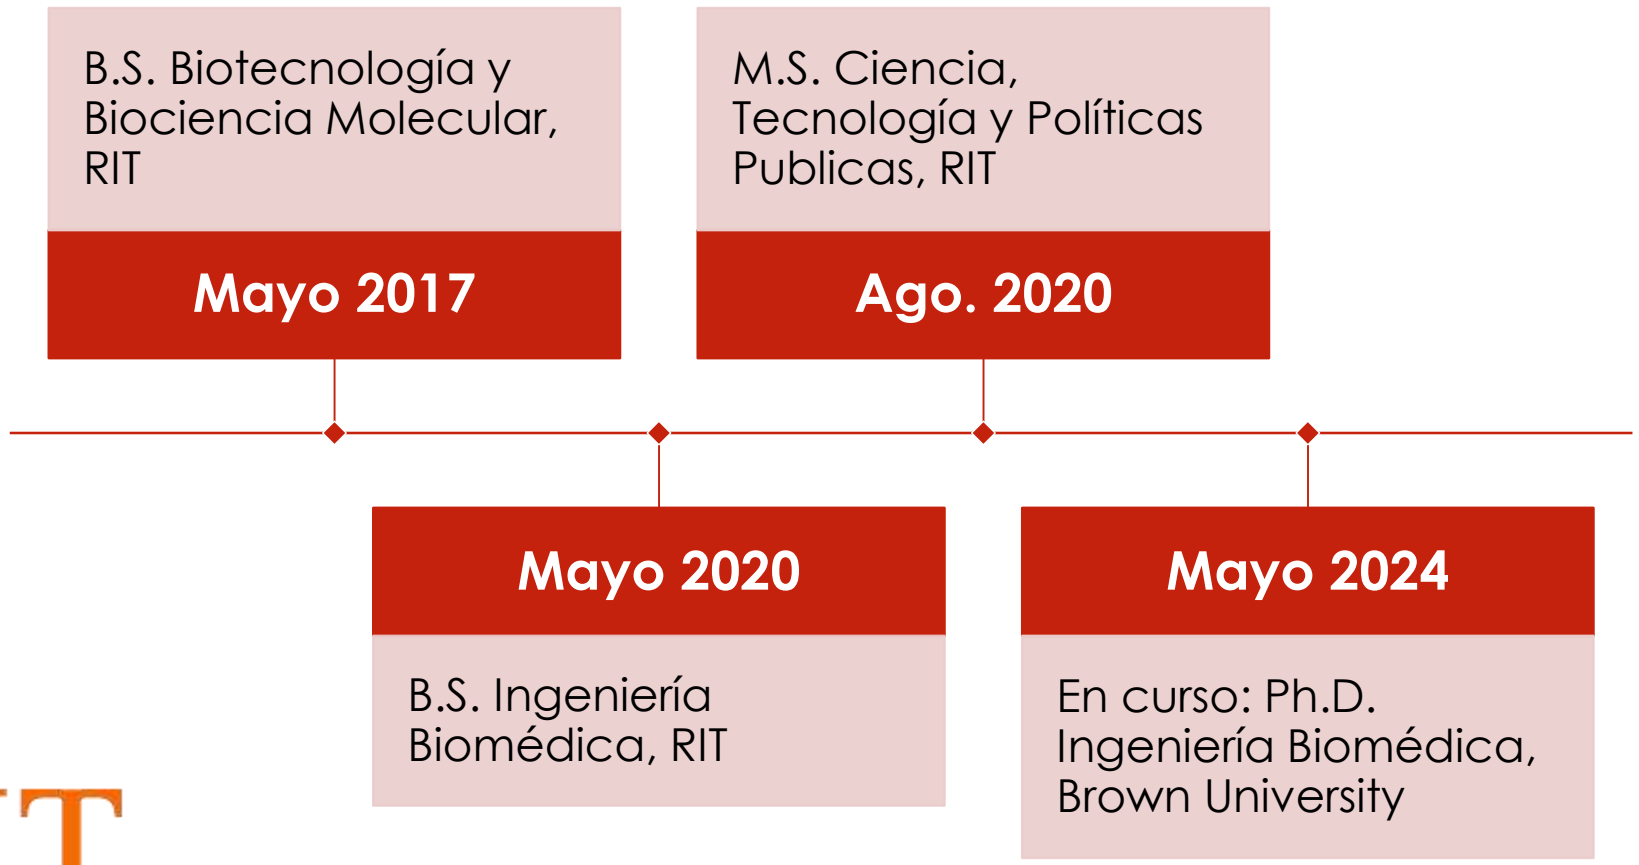 B.S. Biotecnología y
Biociencia Molecular,
RIT
Mayo 2017
M.S. Ciencia,
Tecnología y Políticas
Publicas, RIT
Ago. 2020
Mayo 2020
B.S. Ingeniería
Biomédica, RIT
Mayo 2024
En curso: Ph.D.
Ingeniería Biomédica,
Brown University